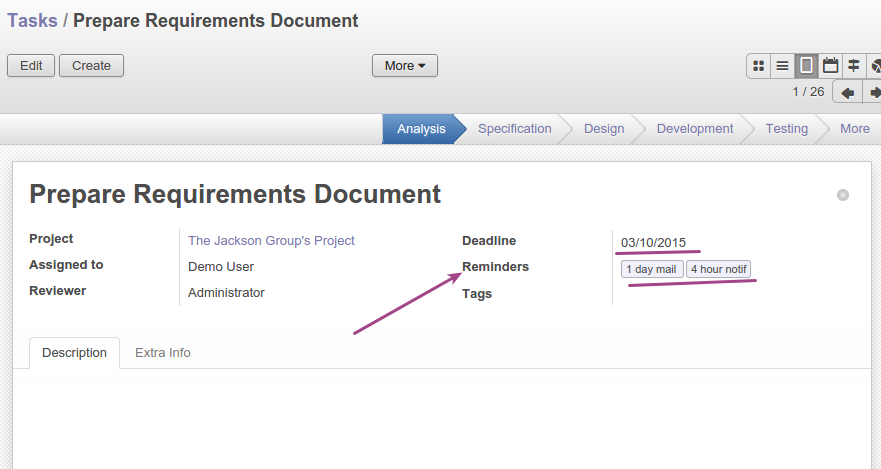 Tasks / Prepare Requirements Document
Edit Create More
1 / 26
Analysis Specification Design Development Testing More
Prepare Requirements Document
Project The Jackson Group's Project
Assigned to Demo User
Reviewer Administrator
Deadline 03/10/2015
Reminders 1 day mail 4 hour notif
Tags
Description Extra Info